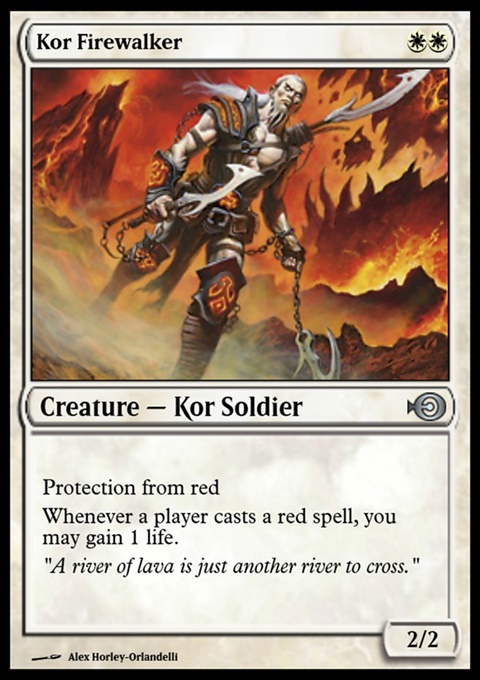 Kor Firewalker
Creature — Kor Soldier
Protection from red
Whenever a player casts a red spell, you
may gain 1 life.
"A river of lava is just another river to cross."
2/2
Alex Horley-Orlandelli